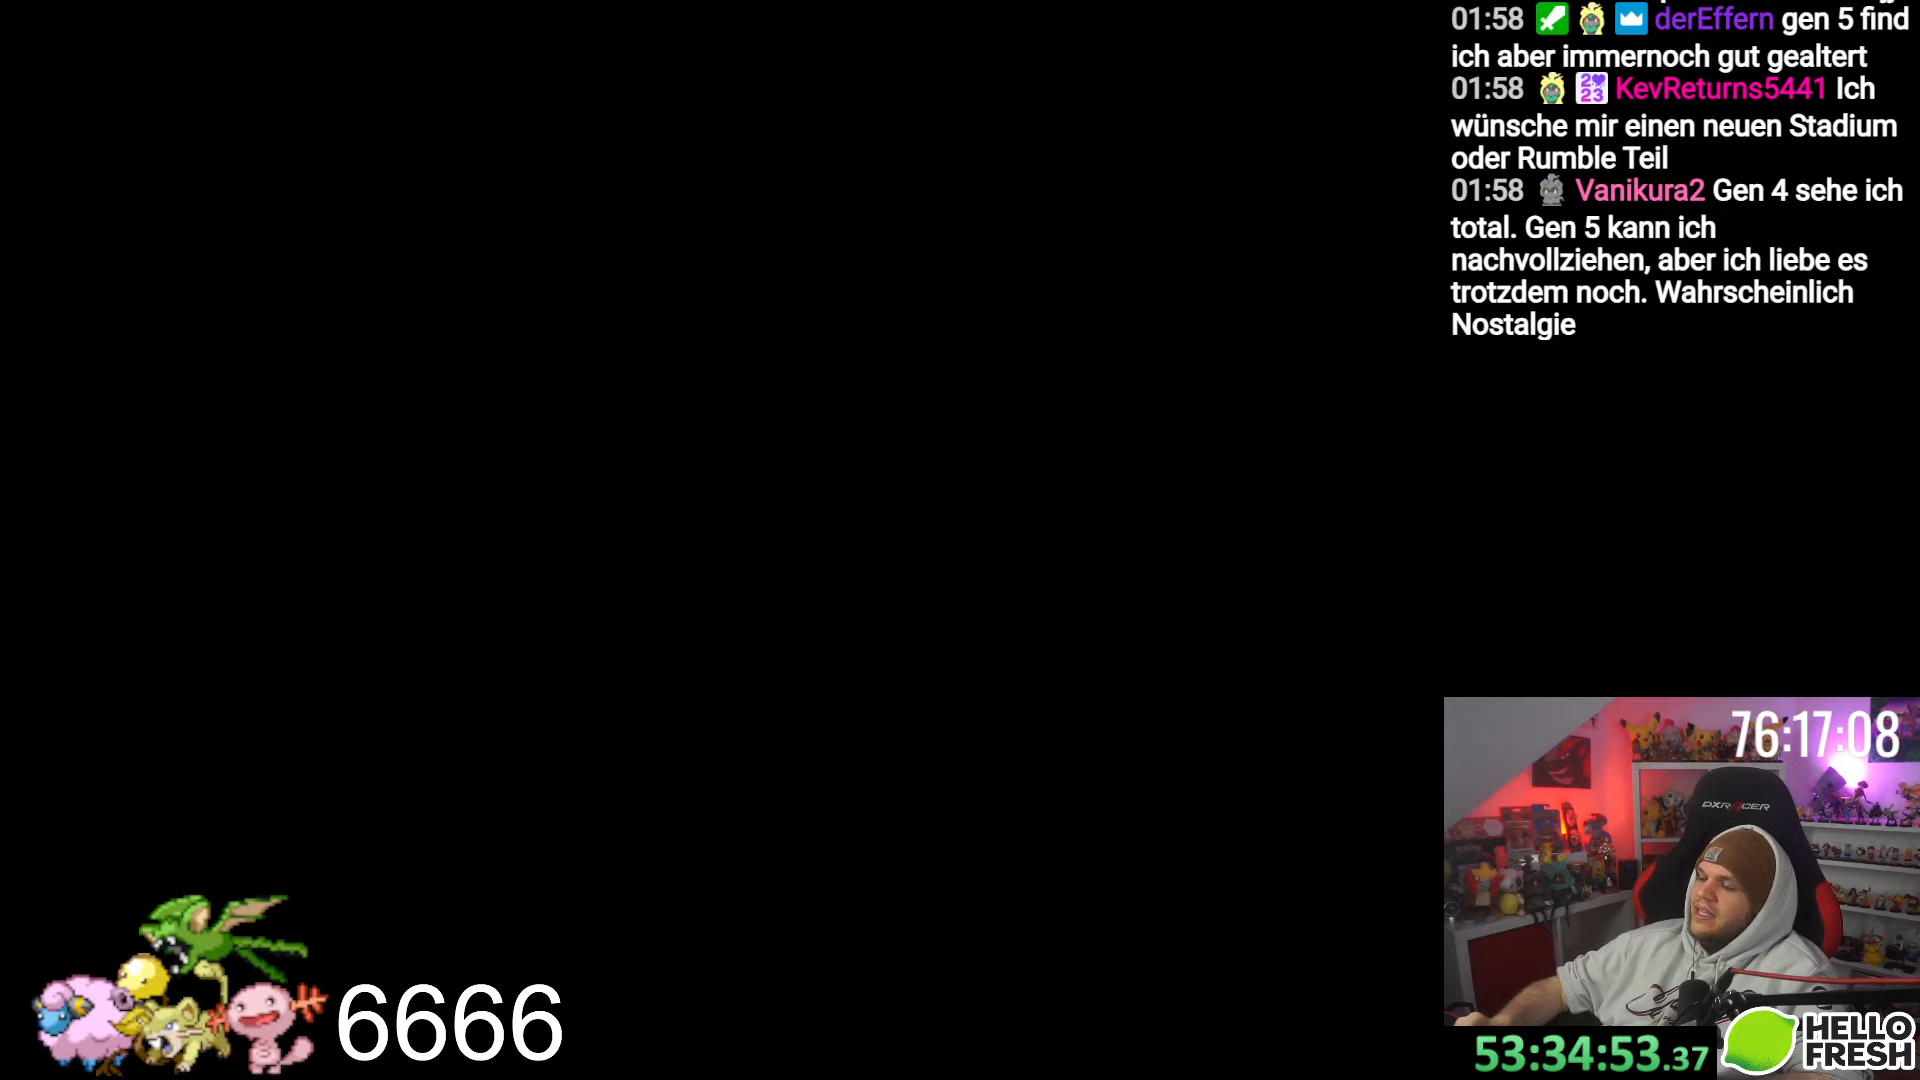 01:58 derEffern gen 5 find
ich aber immernoch gut gealtert
01:58 KevReturns5441 Ich
wünsche mir einen neuen Stadium
oder Rumble Teil
01:58 Vanikura2 Gen 4 sehe ich
total. Gen 5 kann ich
nachvollziehen, aber ich liebe es
trotzdem noch. Wahrscheinlich
Nostalgie
76:17:08
DXRACER
6666
53:34:53.37
HELLO
FRESH